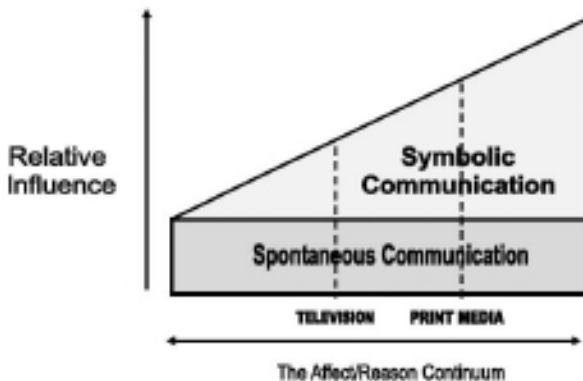 Relative
Influence
Symbolic
Communication
Spontaneous Communication
TELEVISION PRINT MEDIA
The Affect/Reason Continuum